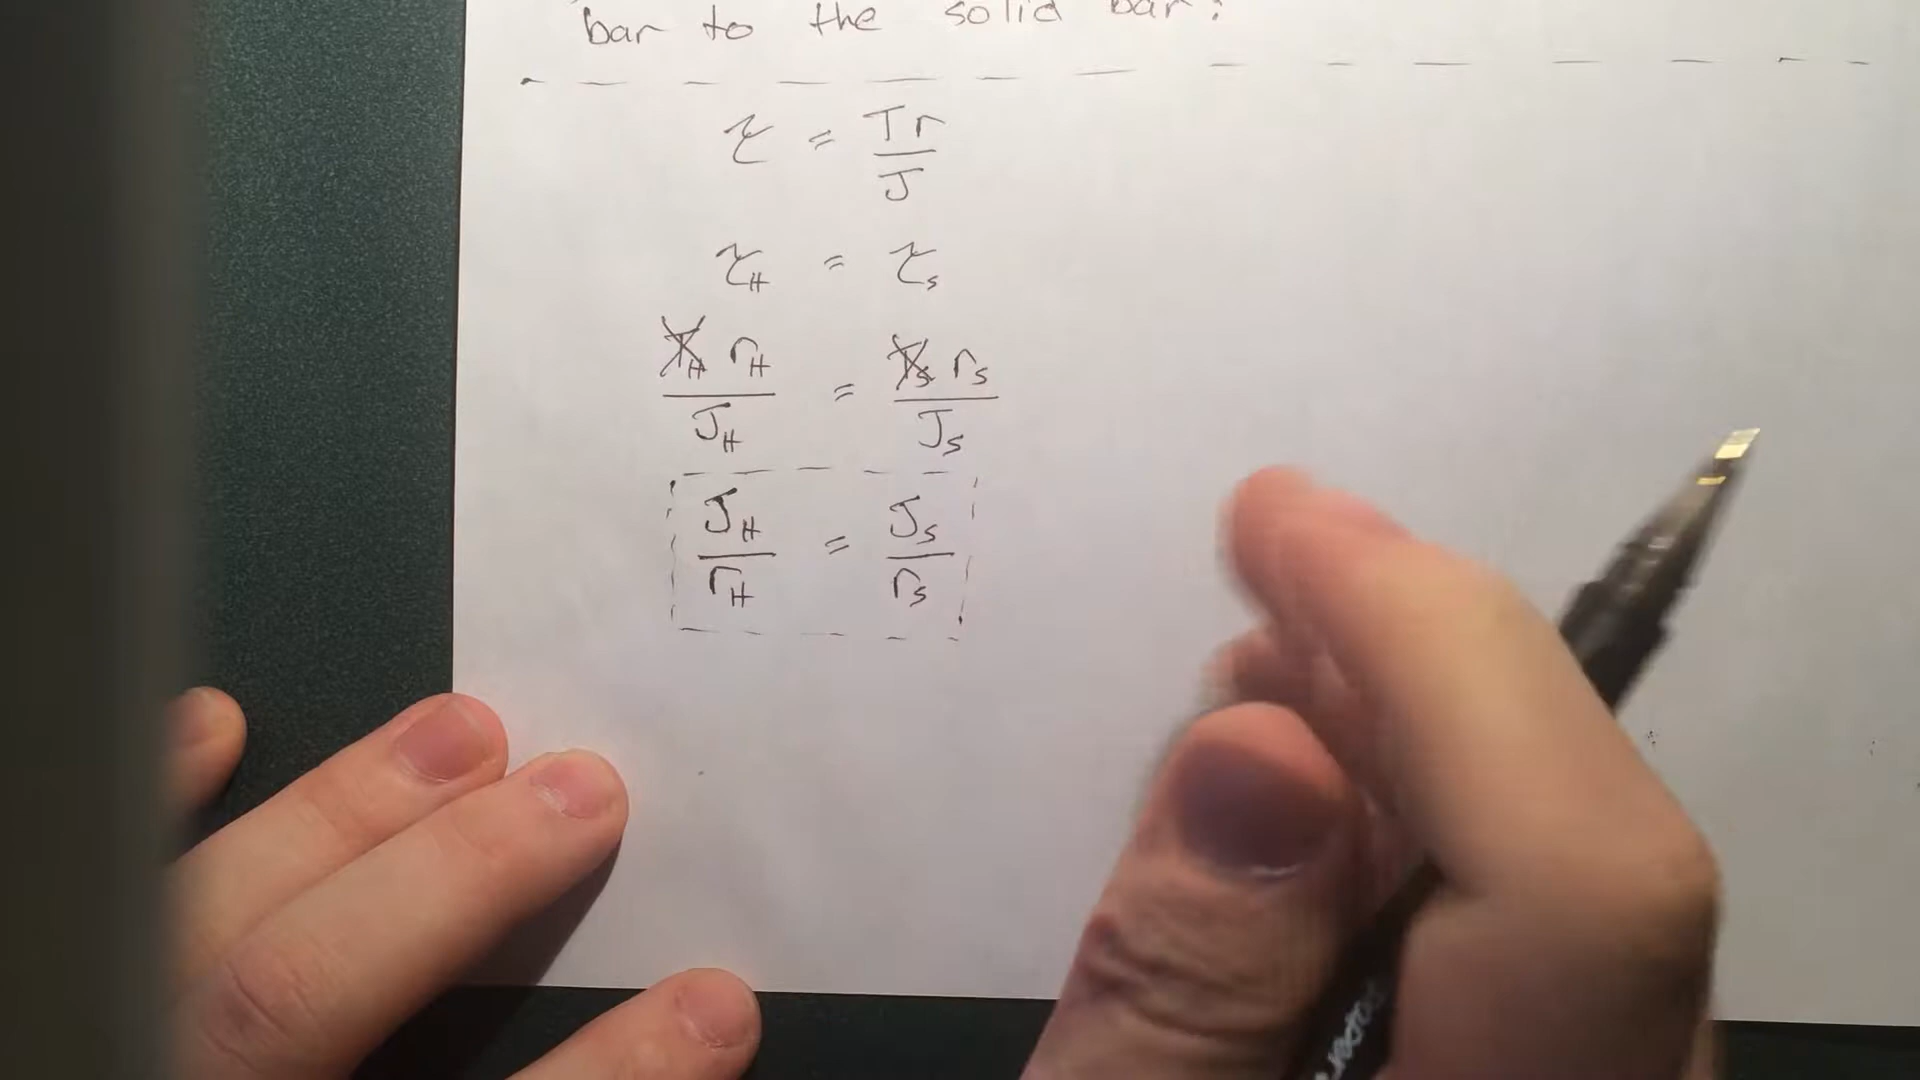 bar to the solid bar?
τ = Tr/J
τ_H = τ_s
T_H r_H / J_H = T_s r_s / J_s
J_H / r_H = J_s / r_s